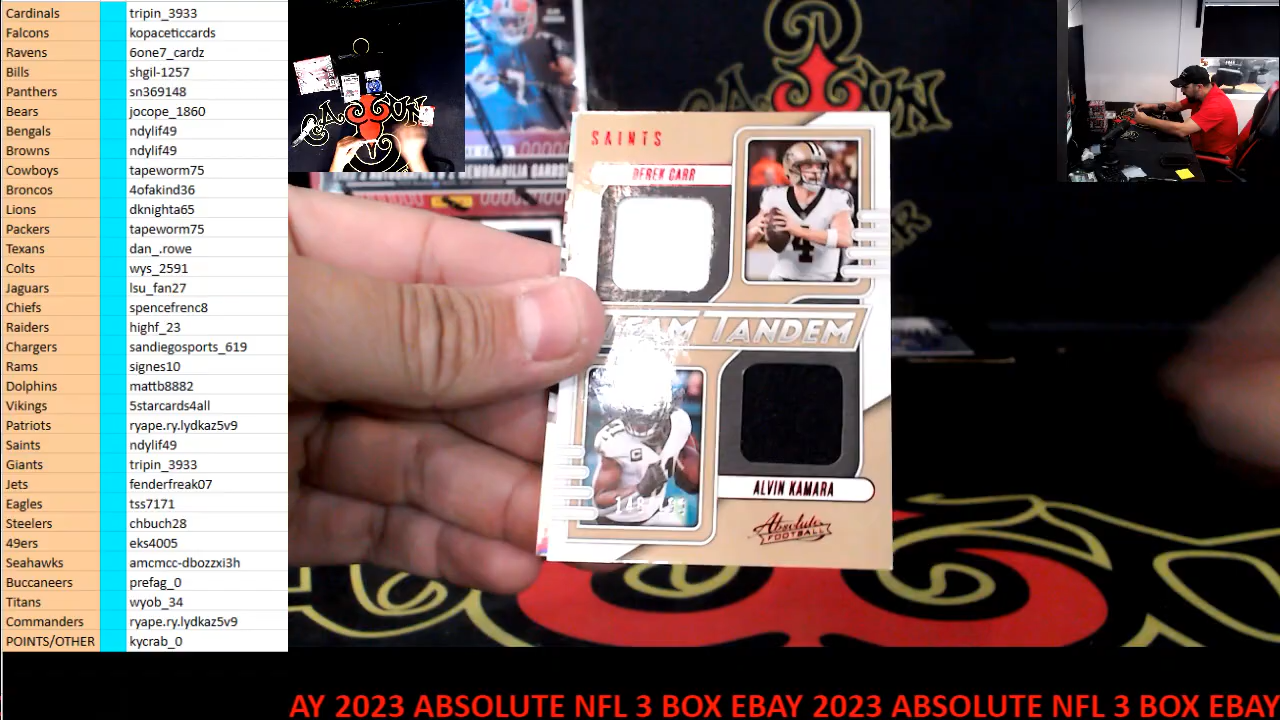 Cardinals tripin_3933
Falcons kopaceticcards
Ravens 6one7_cardz
Bills shgil-1257
Panthers sn369148
Bears jocope_1860
Bengals ndylif49
Browns ndylif49
Cowboys tapeworm75
Broncos 4ofakind36
Lions dknighta65
Packers tapeworm75
Texans dan_.rowe
Colts wys_2591
Jaguars lsu_fan27
Chiefs spencefrenc8
Raiders highf_23
Chargers sandiegosports_619
Rams signes10
Dolphins mattb8882
Vikings 5starcards4all
Patriots ryape.ry.lydkaz5v9
Saints ndylif49
Giants tripin_3933
Jets fenderfreak07
Eagles tss7171
Steelers chbuch28
49ers eks4005
Seahawks amcmcc-dbozzxi3h
Buccaneers prefag_0
Titans wyob_34
Commanders ryape.ry.lydkaz5v9
POINTS/OTHER kycrab_0
SAINTS
DEREK CARR
4
TEAM TANDEM
ALVIN KAMARA
Absolute
FOOTBALL
AY 2023 ABSOLUTE NFL 3 BOX EBAY 2023 ABSOLUTE NFL 3 BOX EBAY